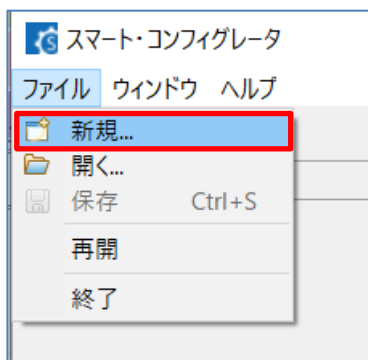 スマート・コンフィグレータ
ファイル ウィンドウ ヘルプ
新規...
開く...
保存 Ctrl+S
再開
終了